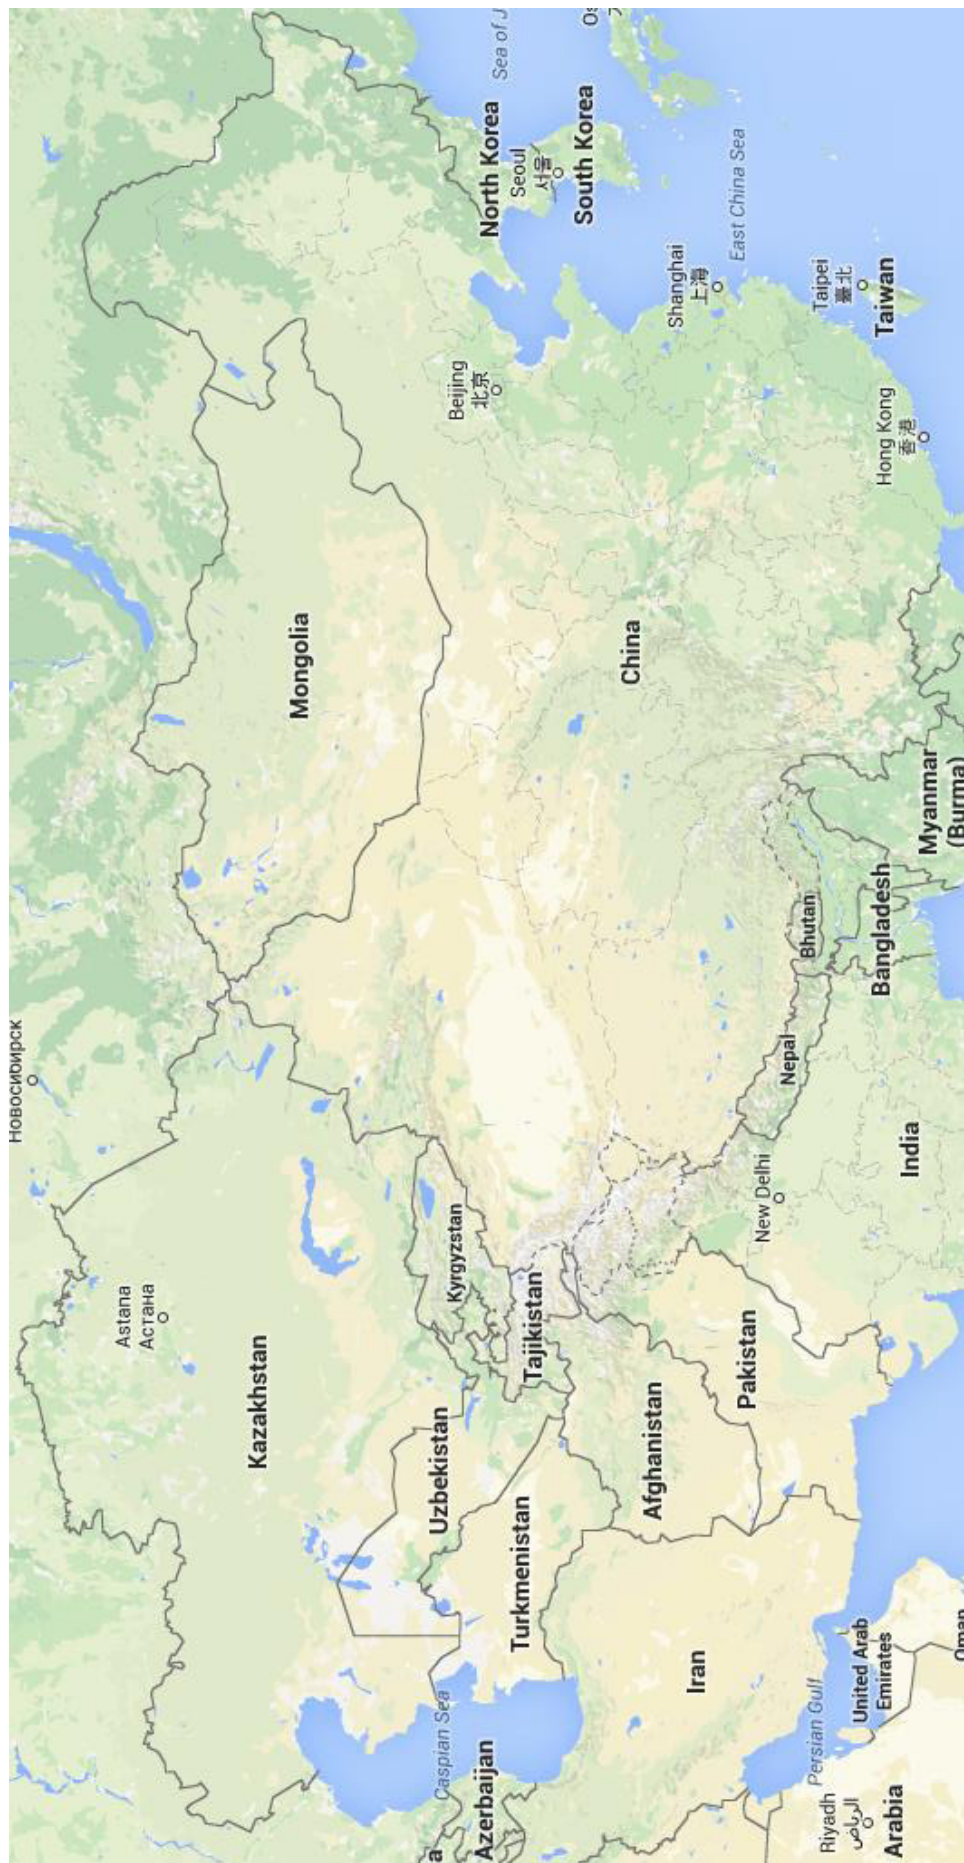 Новосибирск
Astana
Астана
Kazakhstan
Mongolia
a
Caspian Sea
Uzbekistan
Kyrgyzstan
Beijing
北京
Azerbaijan
North Korea
Sea of J
Seoul
서울
Turkmenistan
Tajikistan
South Korea
Os
China
Afghanistan
Shanghai
上海
Iran
East China Sea
Pakistan
New Delhi
Nepal
Bhutan
Persian Gulf
Taipei
臺北
Riyadh
الرياض
United Arab
Emirates
Bangladesh
Taiwan
Hong Kong
香港
Arabia
India
Myanmar
(Burma)
Oman